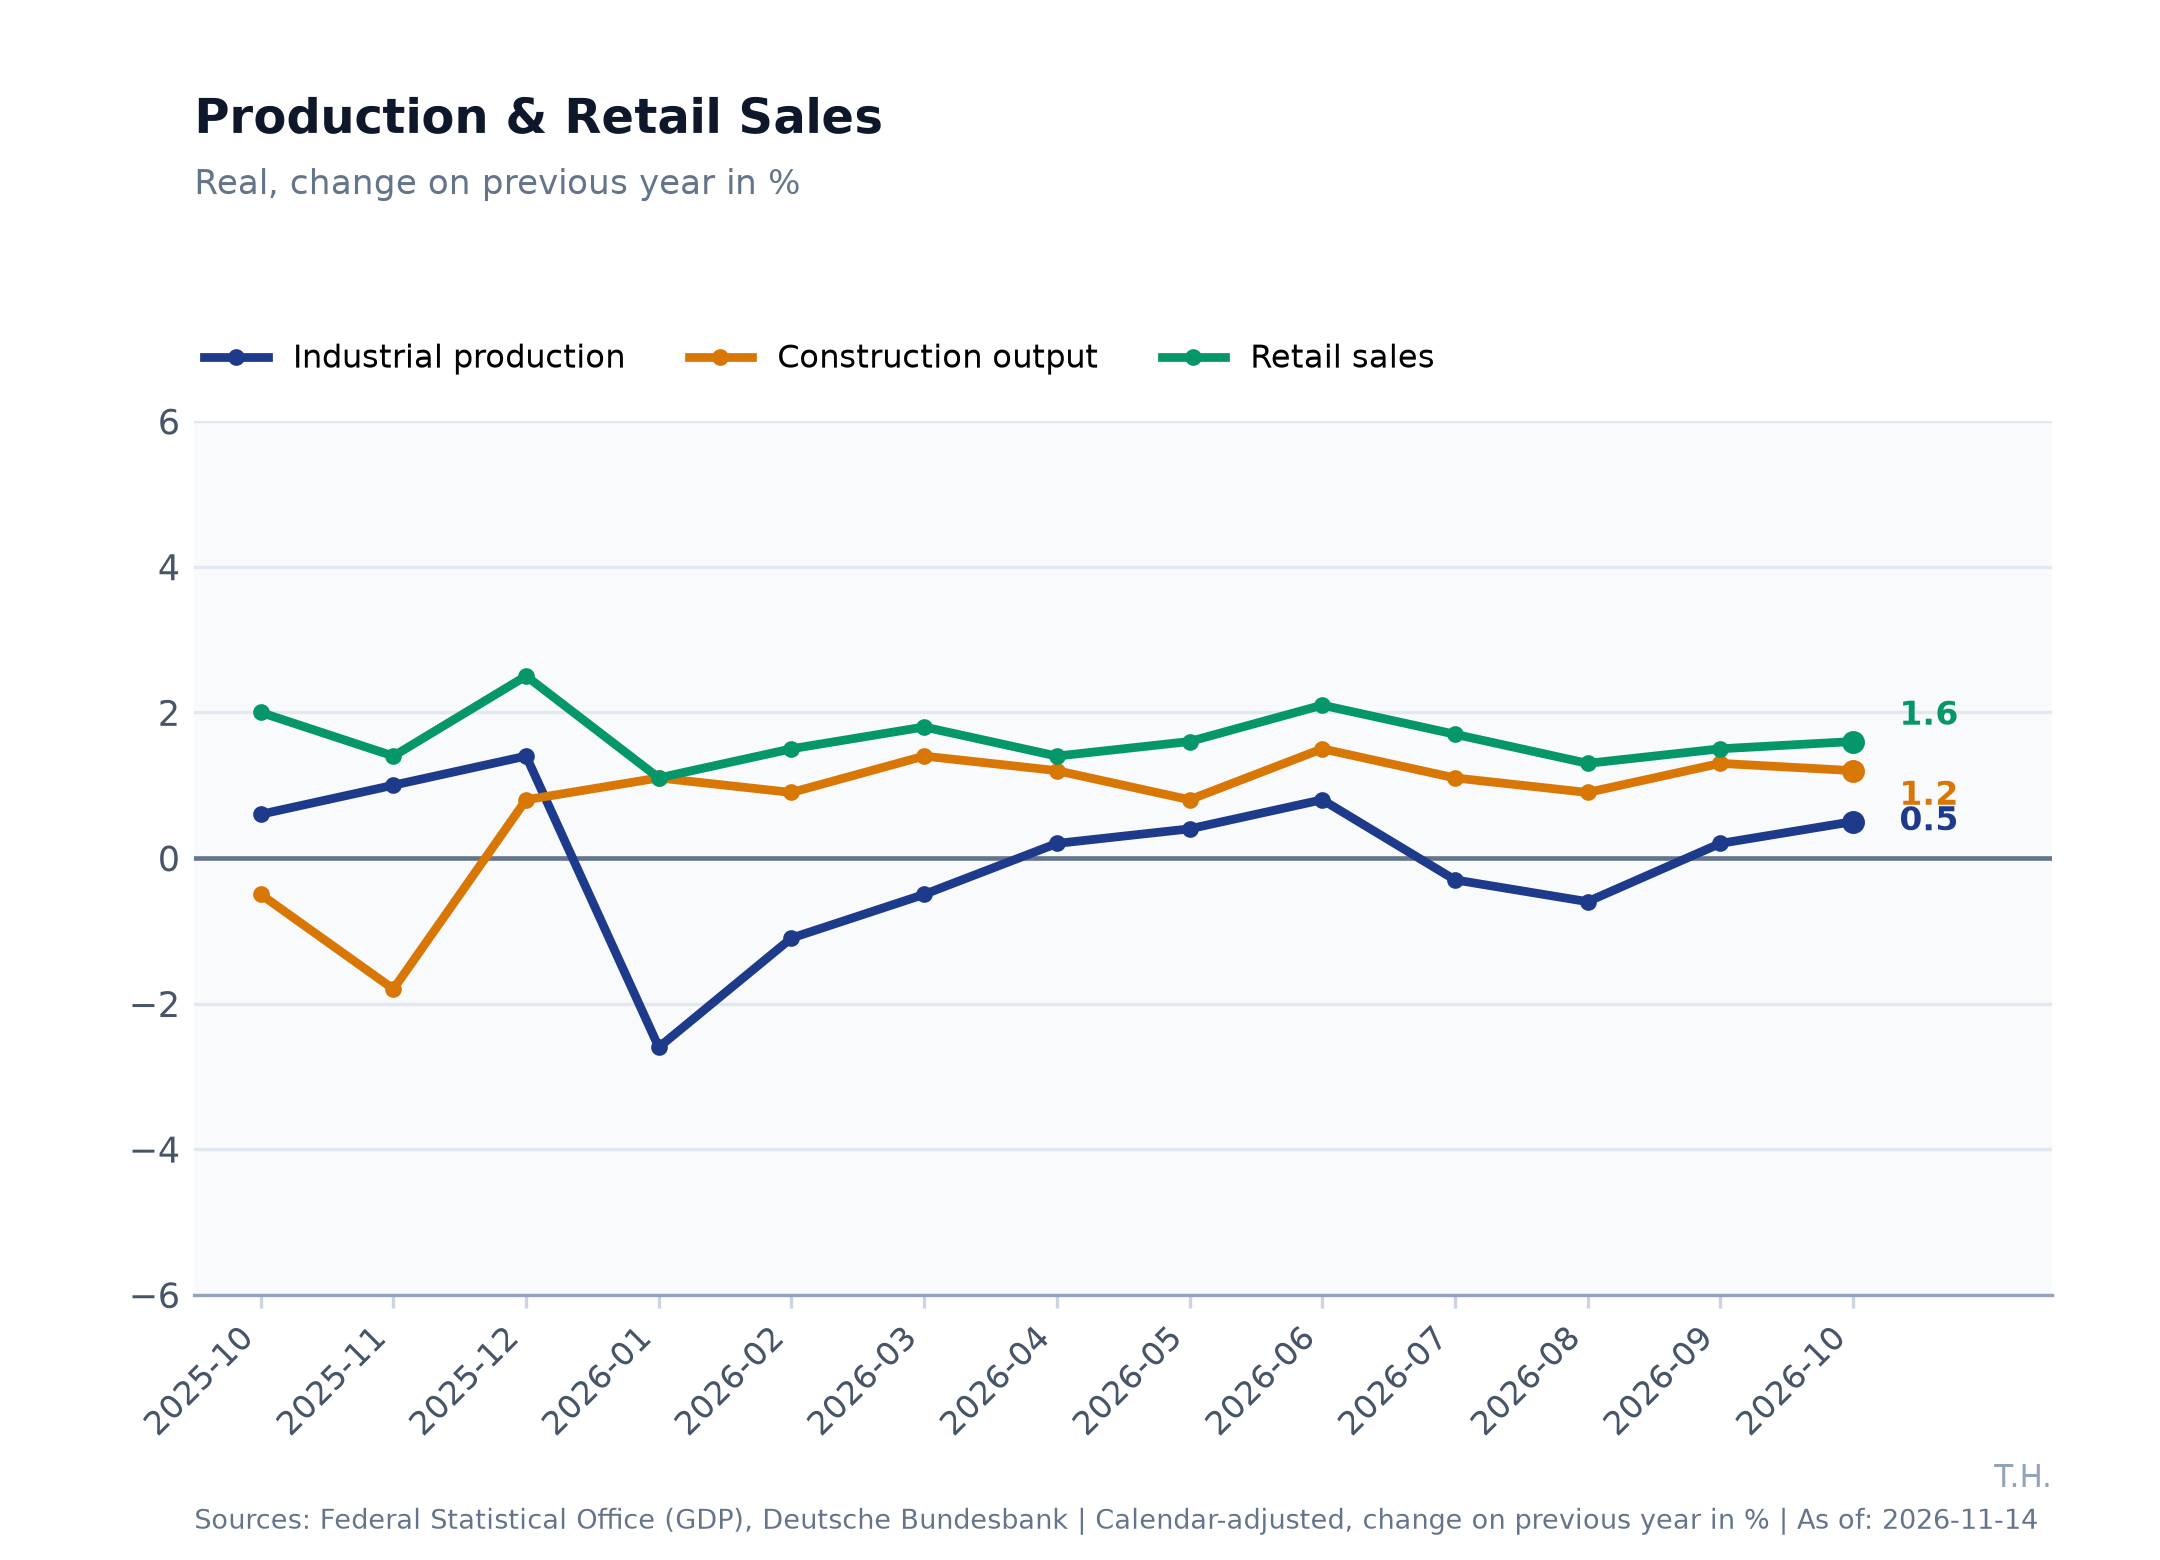 Production & Retail Sales
Real, change on previous year in %
Industrial production Construction output Retail sales
6
4
2
0
−2
−4
−6
1.6
1.2
0.5
2025-10 2025-11 2025-12 2026-01 2026-02 2026-03 2026-04 2026-05 2026-06 2026-07 2026-08 2026-09 2026-10
T.H.
Sources: Federal Statistical Office (GDP), Deutsche Bundesbank | Calendar-adjusted, change on previous year in % | As of: 2026-11-14